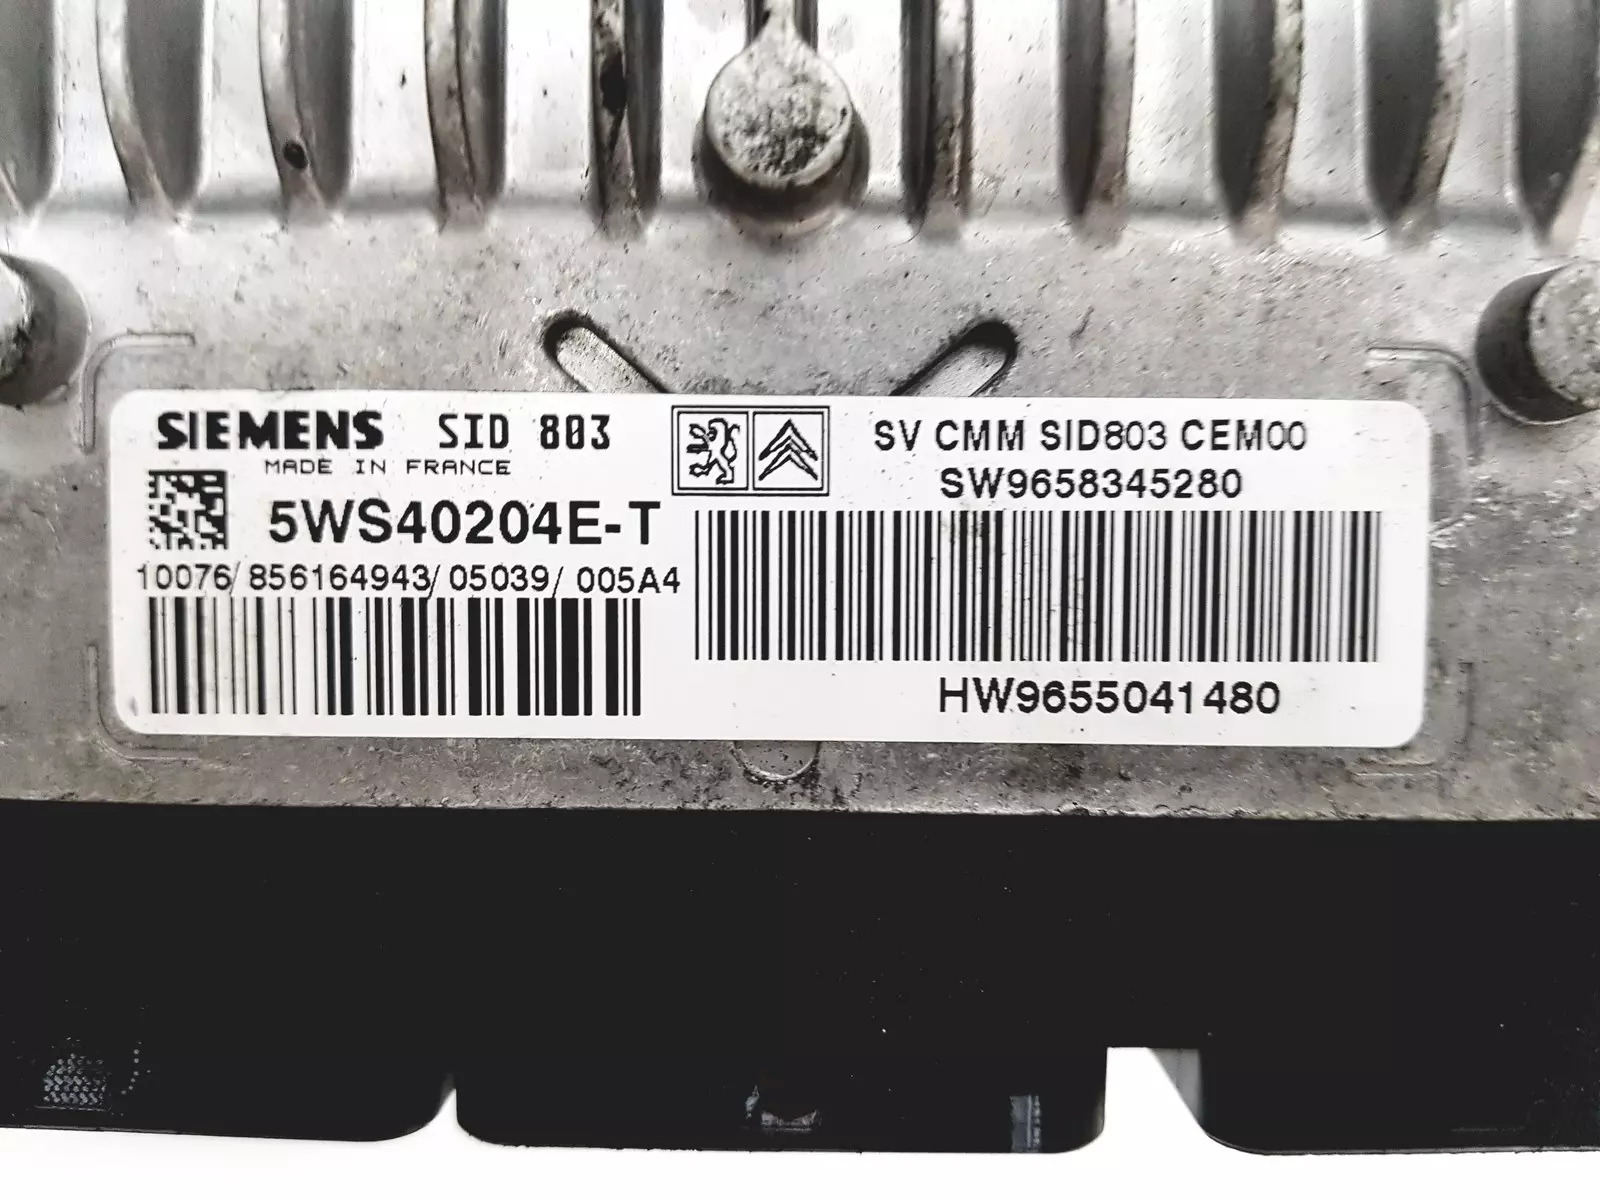 SIEMENS SID 803
MADE IN FRANCE
5WS40204E-T
10076/856164943/05039/005A4
SV CMM SID803 CEM00
SW9658345280
HW9655041480